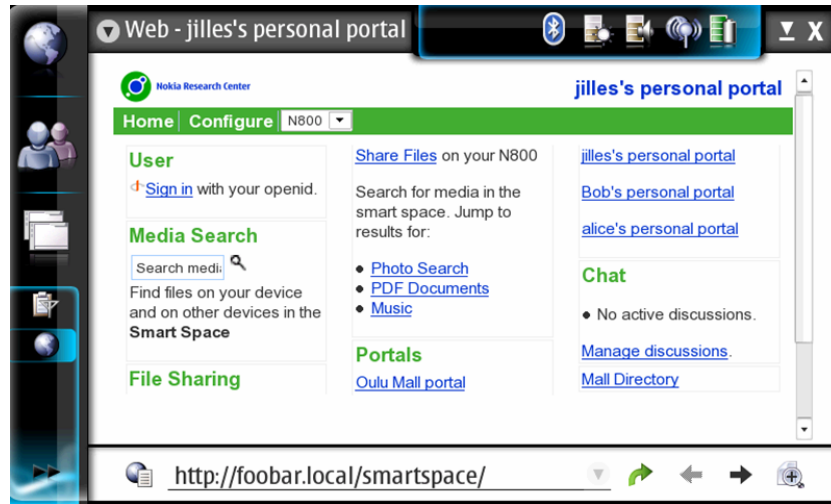 Web - jilles's personal portal
Nokia Research Center
jilles's personal portal
Home
Configure
N800
User
Sign in with your openid.
Media Search
Search media
Find files on your device
and on other devices in the
Smart Space
File Sharing
Share Files on your N800
Search for media in the
smart space. Jump to
results for:
Photo Search
PDF Documents
Music
Portals
Oulu Mall portal
jilles's personal portal
Bob's personal portal
alice's personal portal
Chat
No active discussions.
Manage discussions.
Mall Directory
http://foobar.local/smartspace/